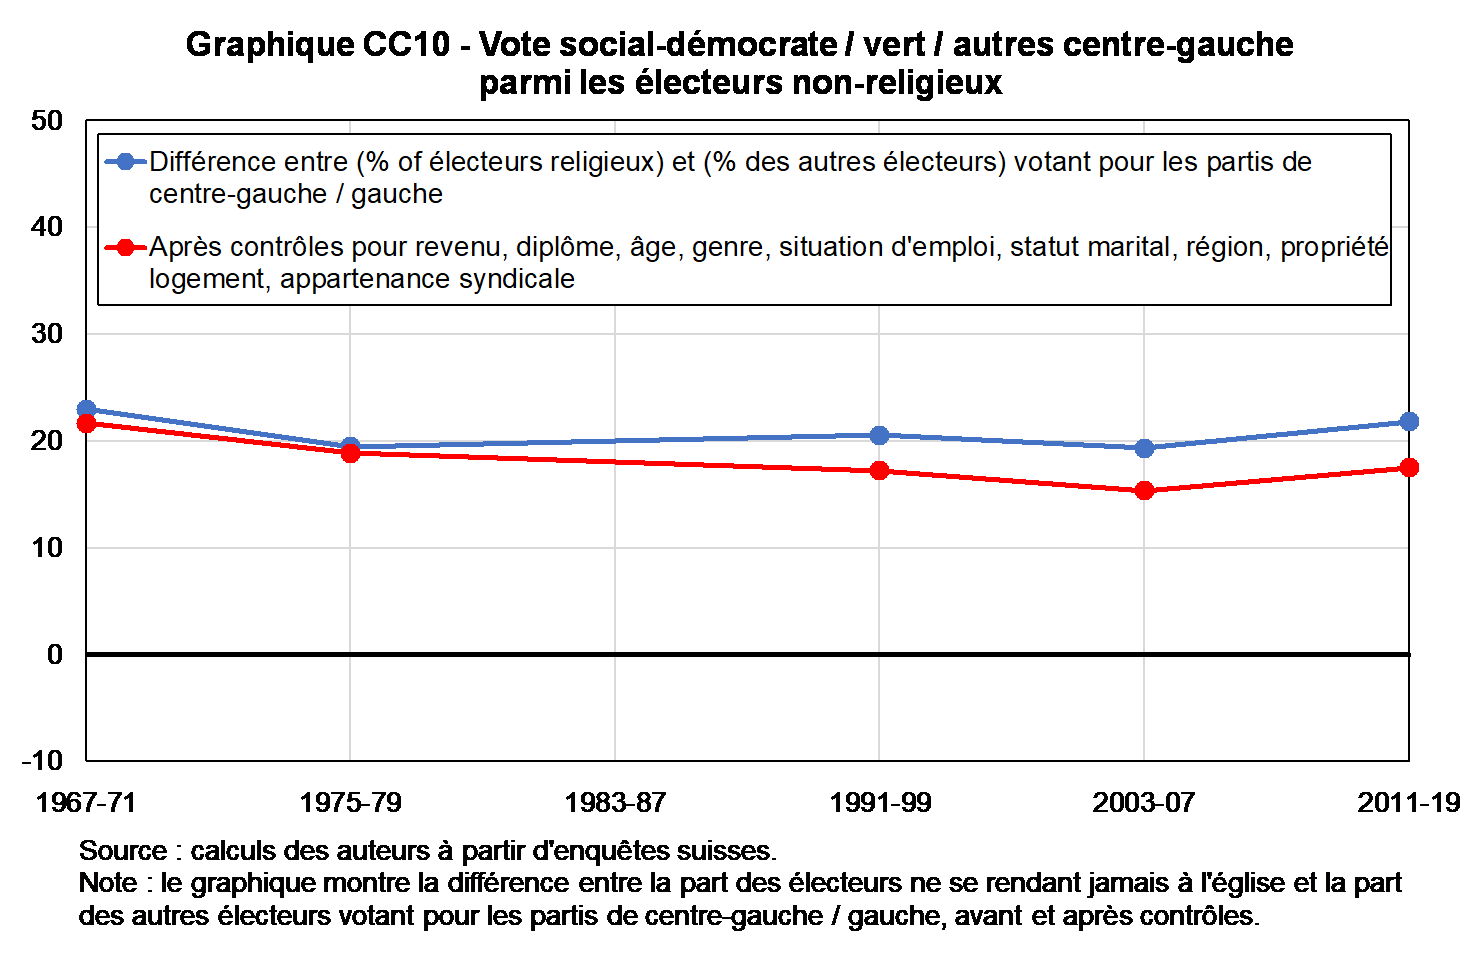 Graphique CC10 - Vote social-démocrate / vert / autres centre-gauche
parmi les électeurs non-religieux
50
Différence entre (% of électeurs religieux) et (% des autres électeurs) votant pour les partis de
centre-gauche / gauche
40
Après contrôles pour revenu, diplôme, âge, genre, situation d'emploi, statut marital, région, propriété
logement, appartenance syndicale
30
20
10
0
-10
1967-71 1975-79 1983-87 1991-99 2003-07 2011-19
Source : calculs des auteurs à partir d'enquêtes suisses.
Note : le graphique montre la différence entre la part des électeurs ne se rendant jamais à l'église et la part
des autres électeurs votant pour les partis de centre-gauche / gauche, avant et après contrôles.